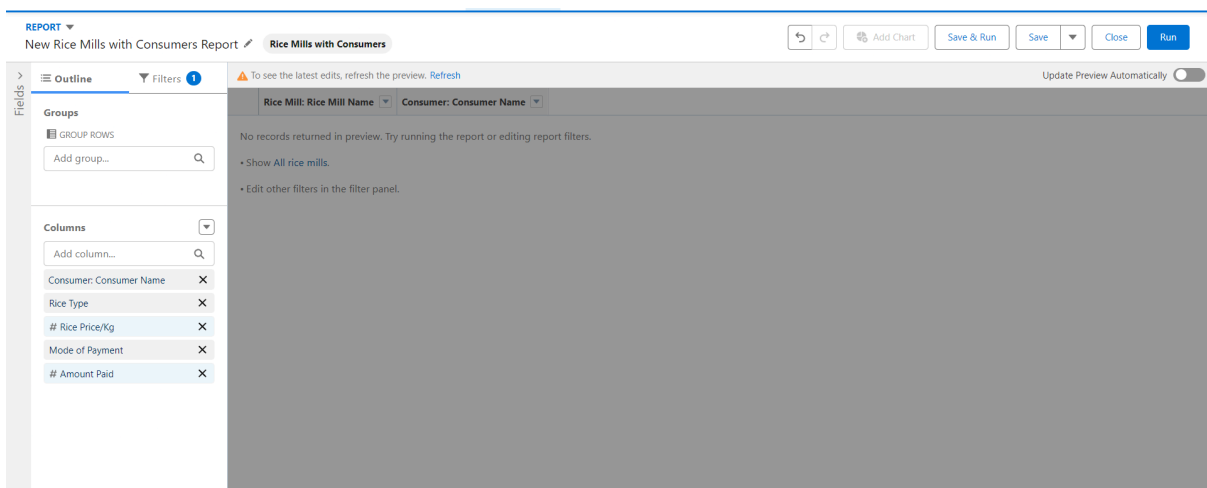 REPORT
New Rice Mills with Consumers Report Rice Mills with Consumers
Add Chart Save & Run Save Close Run
Fields
Outline Filters 1
To see the latest edits, refresh the preview. Refresh
Update Preview Automatically
Groups
GROUP ROWS
Add group...
Rice Mill: Rice Mill Name Consumer: Consumer Name
No records returned in preview. Try running the report or editing report filters.
• Show All rice mills.
• Edit other filters in the filter panel.
Columns
Add column...
Consumer: Consumer Name
Rice Type
# Rice Price/Kg
Mode of Payment
# Amount Paid